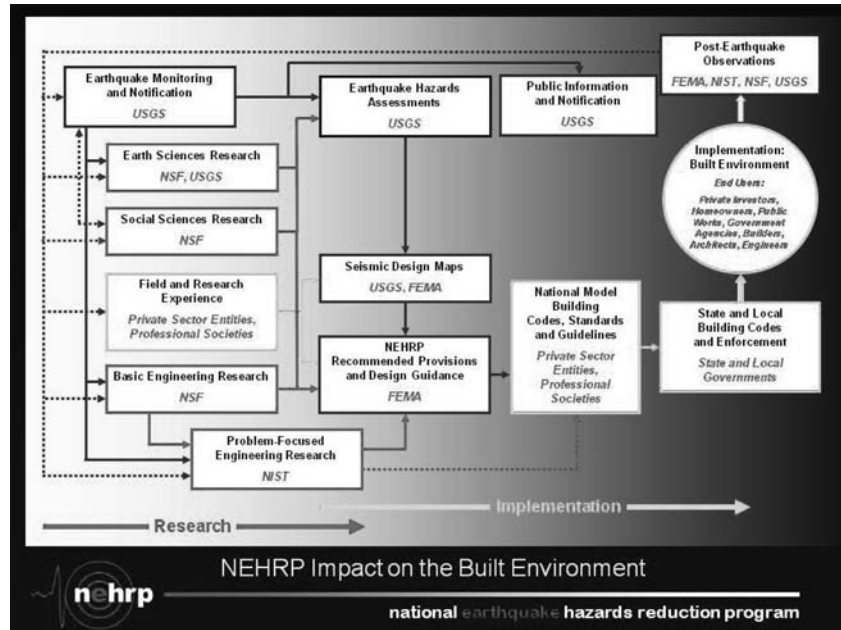 Post-Earthquake
Observations
FEMA, NIST, NSF, USGS
Earthquake Monitoring
and Notification
USGS
Earthquake Hazards
Assessments
USGS
Public Information
and Notification
USGS
Earth Sciences Research
NSF, USGS
Implementation:
Built Environment
End Users:
Private Investors,
Homeowners, Public
Works, Government
Agencies, Builders,
Architects, Engineers
Social Sciences Research
NSF
Field and Research
Experience
Private Sector Entities,
Professional Societies
Seismic Design Maps
USGS, FEMA
National Model
Building
Codes, Standards
and Guidelines
Private Sector
Entities,
Professional
Societies
State and Local
Building Codes
and Enforcement
State and Local
Governments
NEHRP
Recommended Provisions
and Design Guidance
FEMA
Basic Engineering Research
NSF
Problem-Focused
Engineering Research
NIST
Implementation
Research
NEHRP Impact on the Built Environment
nehrp
national earthquake hazards reduction program